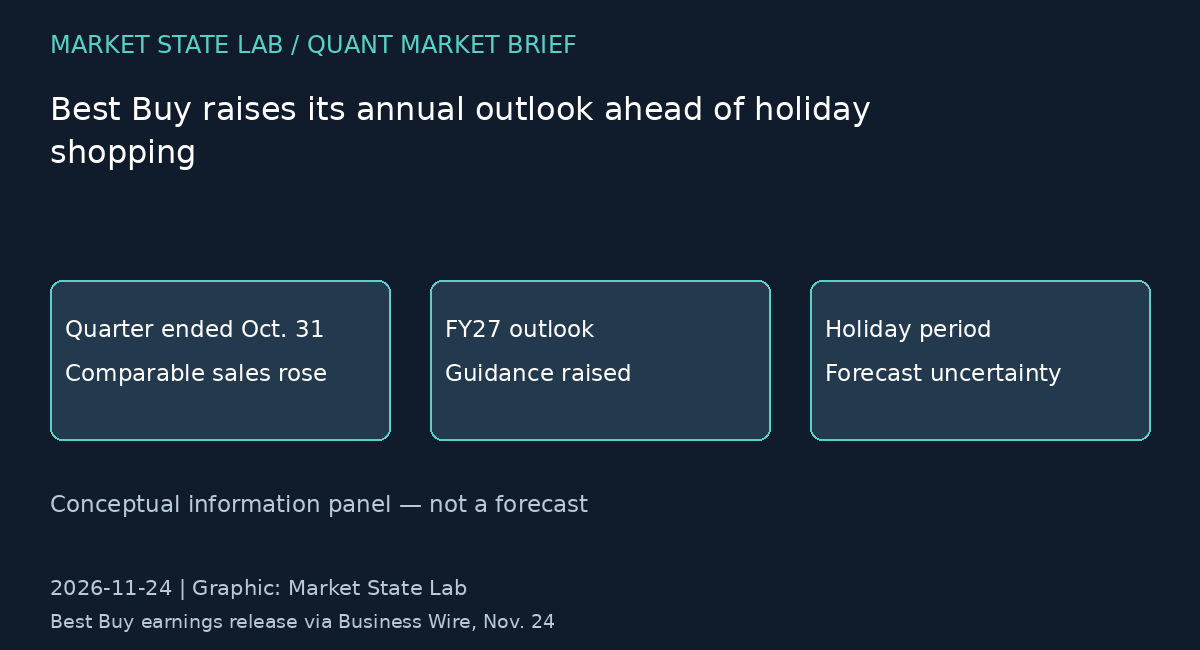 MARKET STATE LAB / QUANT MARKET BRIEF
Best Buy raises its annual outlook ahead of holiday
shopping
Quarter ended Oct. 31
Comparable sales rose
FY27 outlook
Guidance raised
Holiday period
Forecast uncertainty
Conceptual information panel — not a forecast
2026-11-24 | Graphic: Market State Lab
Best Buy earnings release via Business Wire, Nov. 24